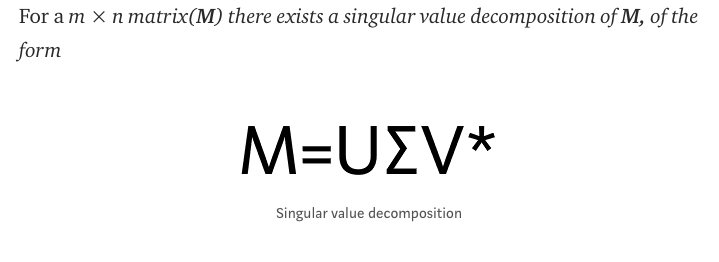 For a m × n matrix(M) there exists a singular value decomposition of M, of the
form
M=UΣV*
Singular value decomposition